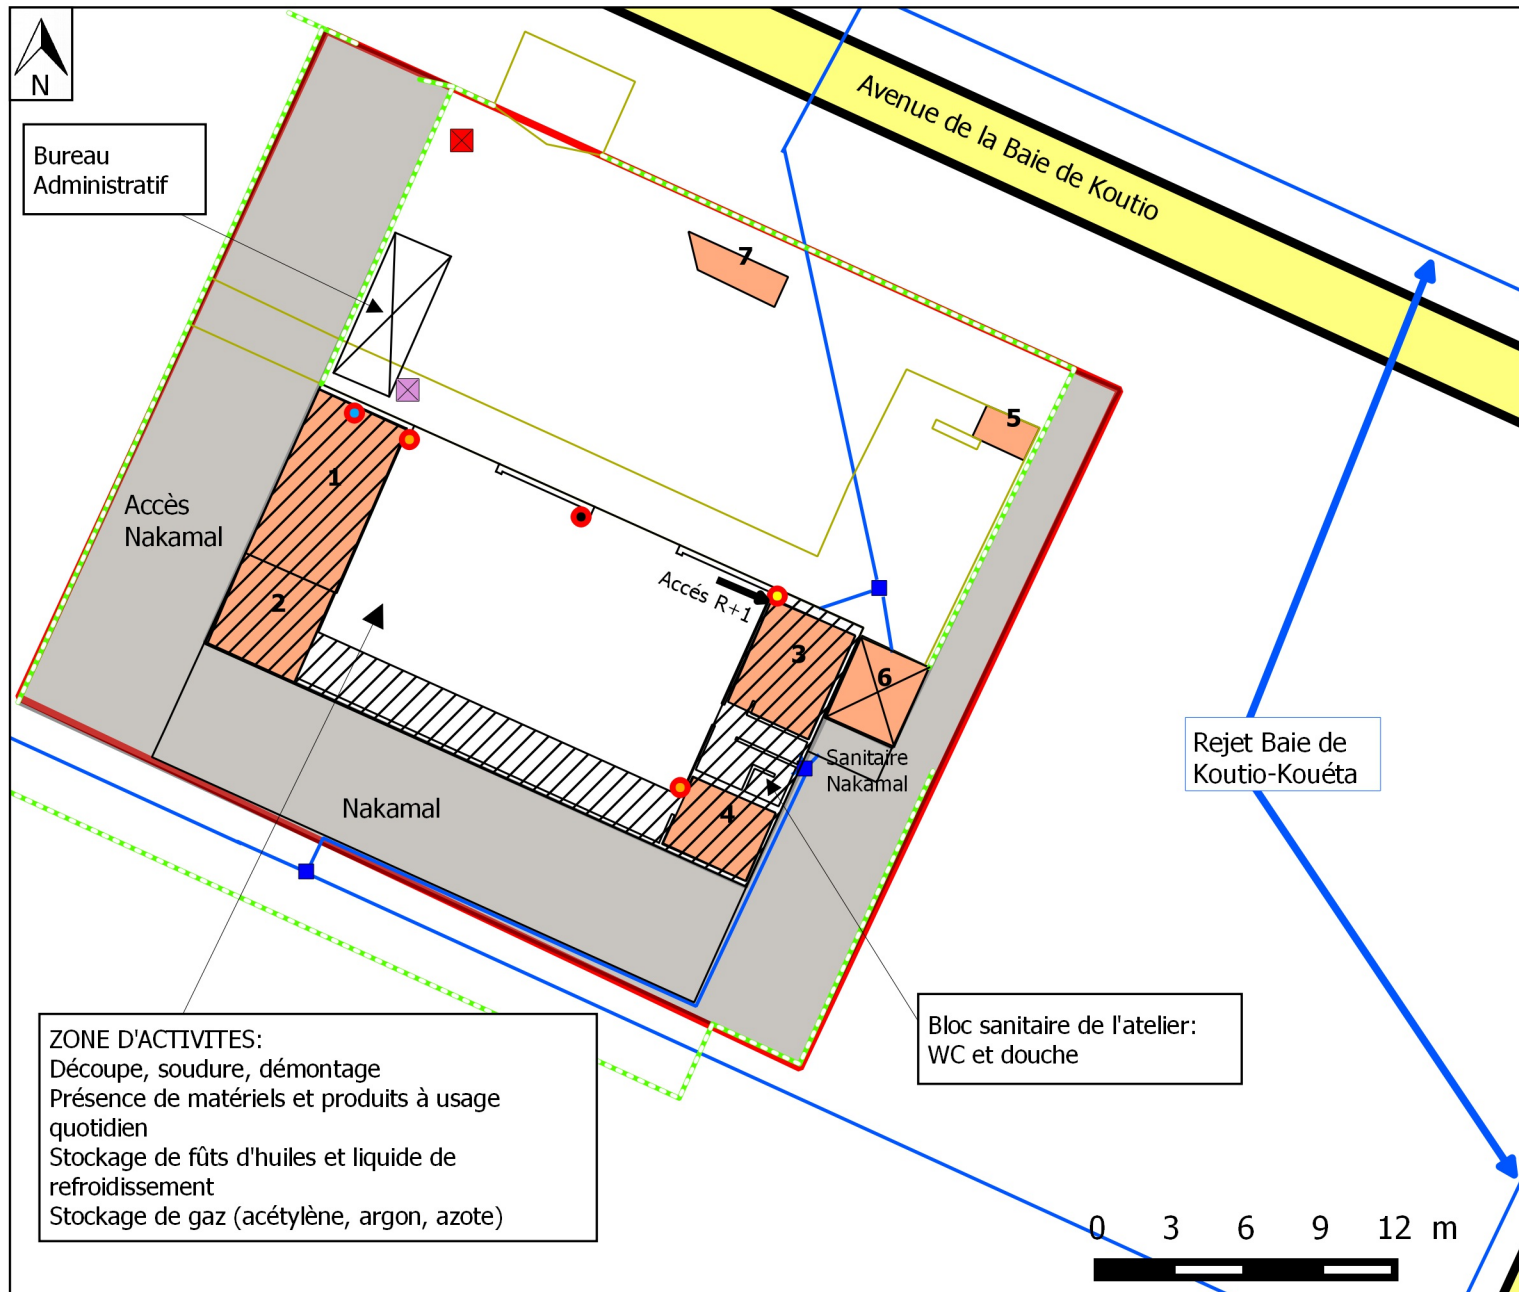 N
Avenue de la Baie de Koutio
Bureau
Administratif
7
5
1
Accès
Nakamal
2
Accés R+1
3
6
Sanitaire
Nakamal
4
Nakamal
Rejet Baie de
Koutio-Kouéta
ZONE D'ACTIVITES:
Découpe, soudure, démontage
Présence de matériels et produits à usage
quotidien
Stockage de fûts d'huiles et liquide de
refroidissement
Stockage de gaz (acétylène, argon, azote)
Bloc sanitaire de l'atelier:
WC et douche
0 3 6 9 12 m